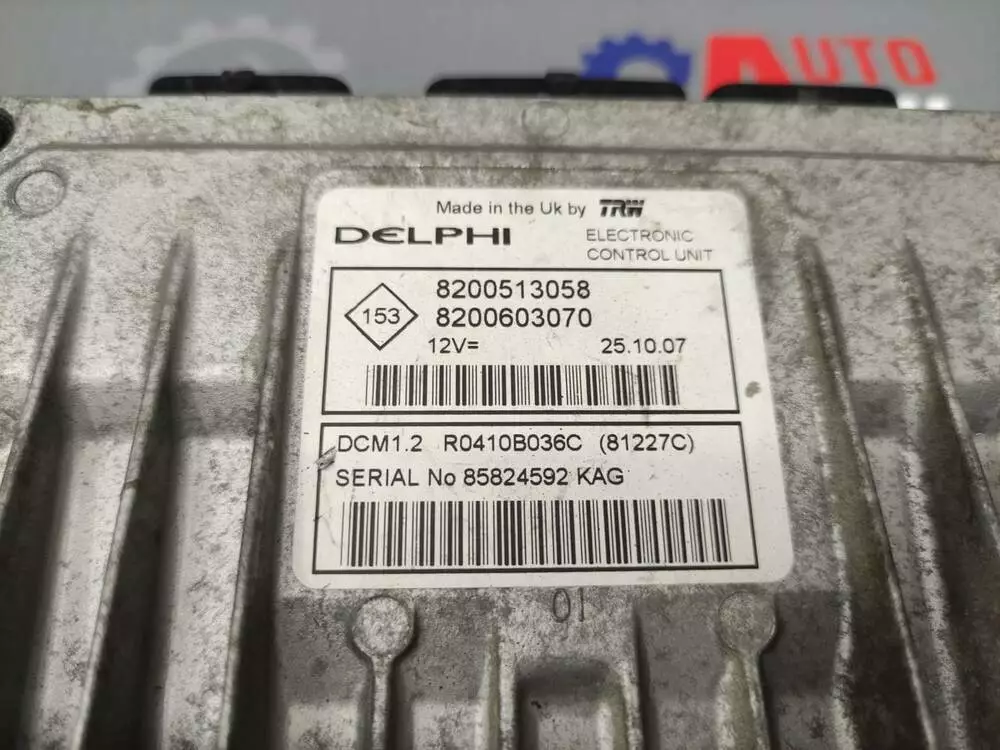 AUTO
Made in the Uk by TRW
DELPHI
ELECTRONIC
CONTROL UNIT
153
8200513058
8200603070
12V=
25.10.07
DCM1.2 R0410B036C (81227C)
SERIAL No 85824592 KAG
01